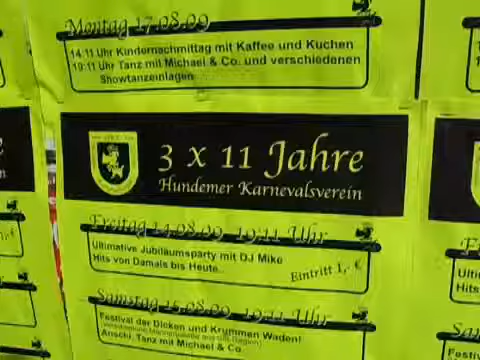 Montag 17.08.09
14:11 Uhr Kindernachmittag mit Kaffee und Kuchen
19:11 Uhr Tanz mit Michael & Co. und verschiedenen
Showtanzeinlagen
3 x 11 Jahre
Hundemer Karnevalsverein
Freitag 14.08.09 19:11 Uhr
Ultimative Jubiläumsparty mit DJ Mike
Hits von Damals bis Heute..
Eintritt 1,- €
Samstag 15.08.09 19:11 Uhr
Festival der Dicken und Krummen Waden!
Anschl. Tanz mit Michael & Co.